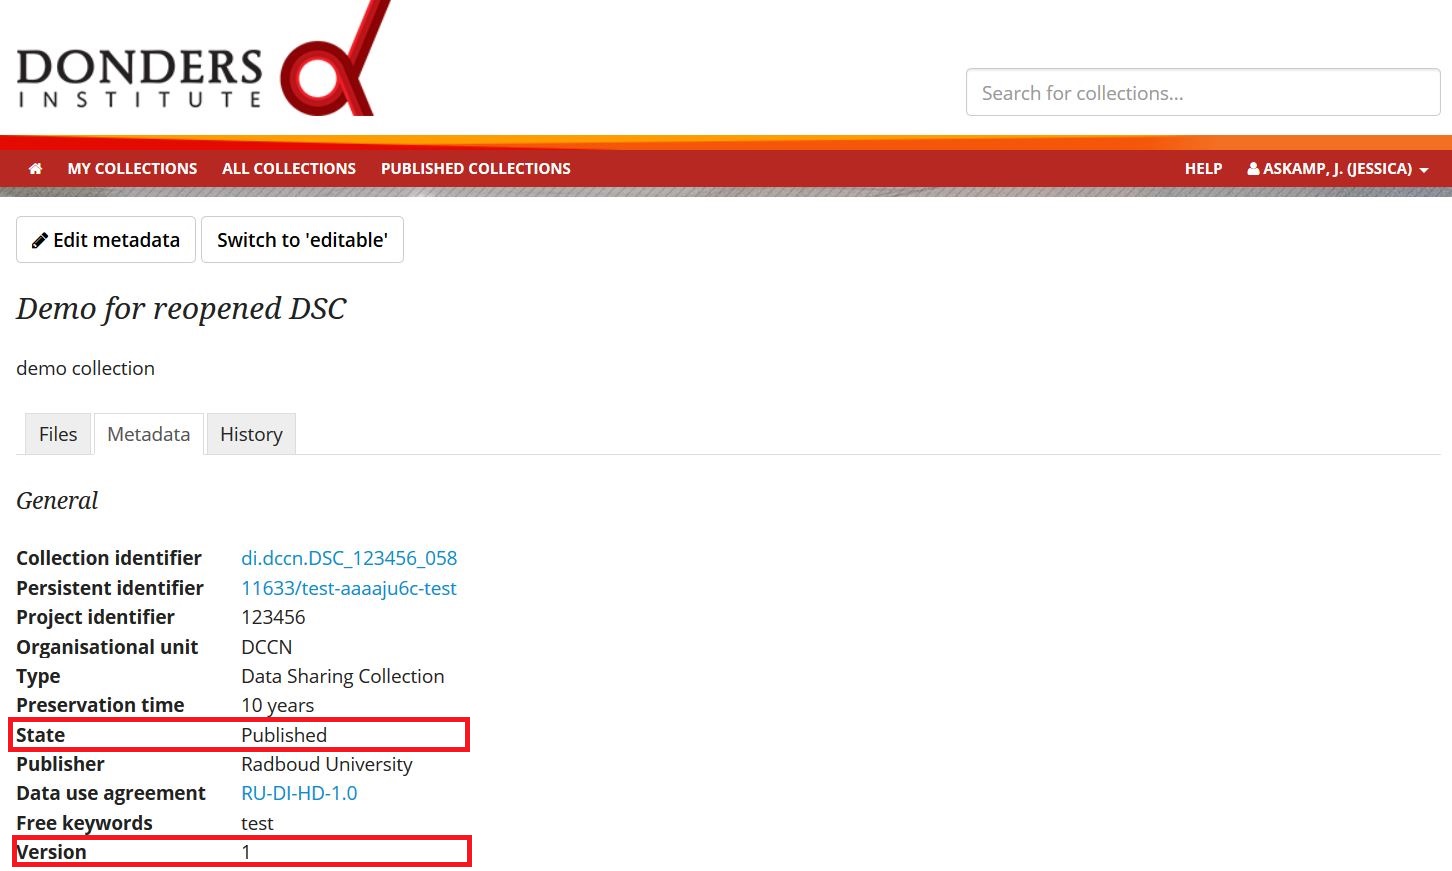 DONDERS
INSTITUTE
Search for collections...
MY COLLECTIONS ALL COLLECTIONS PUBLISHED COLLECTIONS HELP ASKAMP, J. (JESSICA)
Edit metadata Switch to 'editable'
Demo for reopened DSC
demo collection
Files Metadata History
General
Collection identifier di.dccn.DSC_123456_058
Persistent identifier 11633/test-aaaaju6c-test
Project identifier 123456
Organisational unit DCCN
Type Data Sharing Collection
Preservation time 10 years
State Published
Publisher Radboud University
Data use agreement RU-DI-HD-1.0
Free keywords test
Version 1